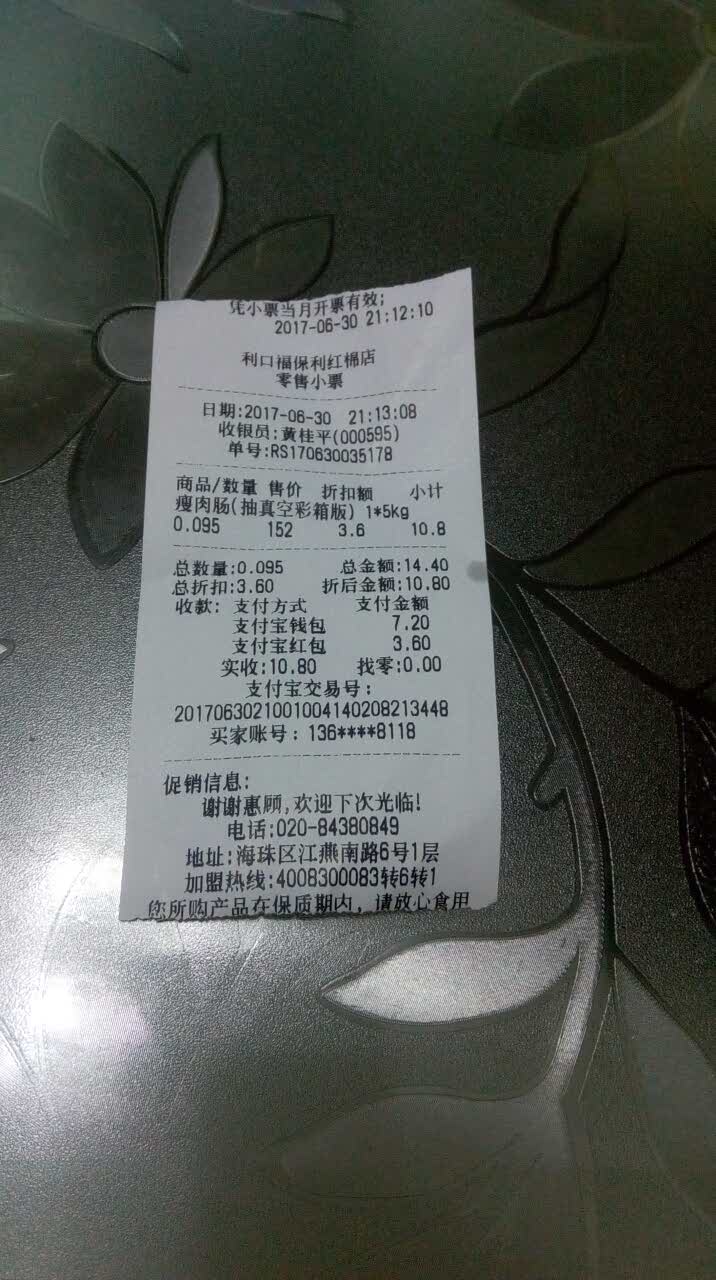 凭小票当月开票有效;
2017-06-30 21:12:10
利口福保利红棉店
零售小票
日期:2017-06-30 21:13:08
收银员:黄桂平(000595)
单号:RS170630035178
商品/数量 售价 折扣额 小计
瘦肉肠(抽真空彩箱版) 1*5kg
0.095 152 3.6 10.8
总数量:0.095 总金额:14.40
总折扣:3.60 折后金额:10.80
收款: 支付方式 支付金额
支付宝钱包 7.20
支付宝红包 3.60
实收:10.80 找零:0.00
支付宝交易号:
2017063021001004140208213448
买家账号: 136****8118
促销信息:
谢谢惠顾,欢迎下次光临!
电话:020-84380849
地址:海珠区江燕南路6号1层
加盟热线:4008300083转6转1
您所购产品在保质期内, 请放心食用